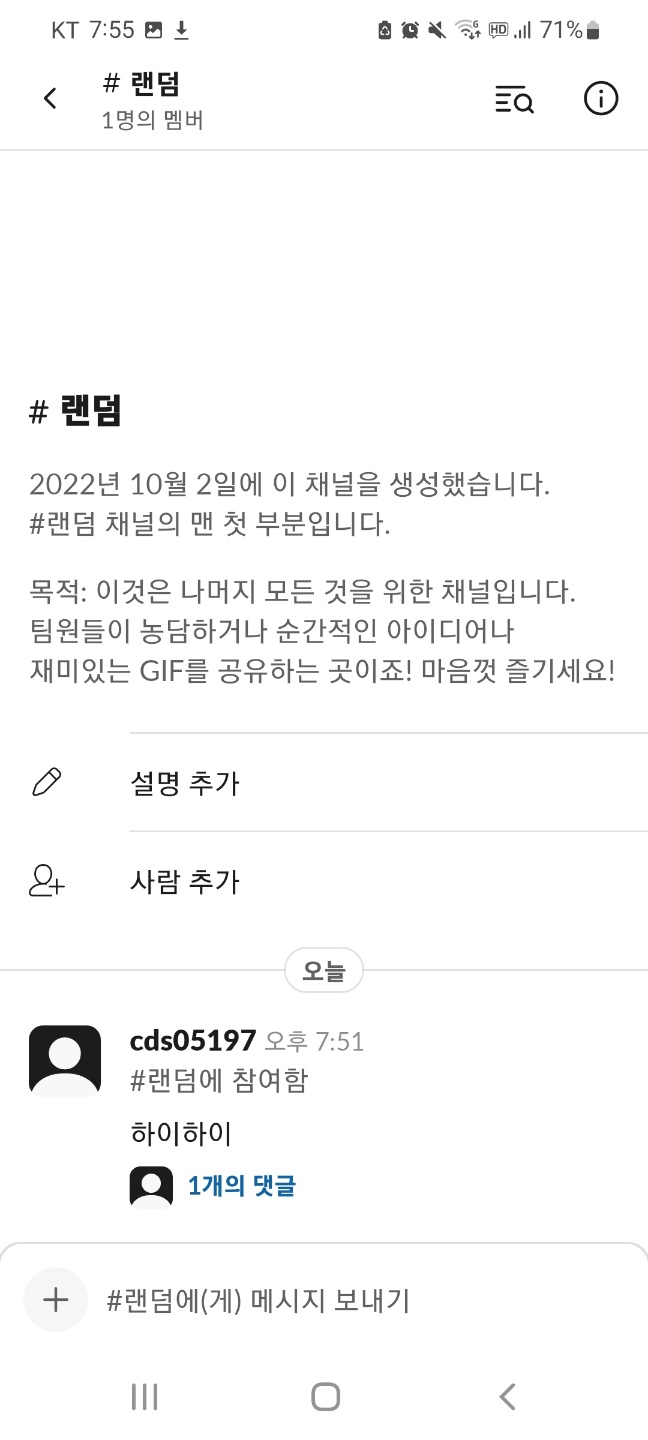 KT 7:55 HD 71%
# 랜덤
1명의 멤버
# 랜덤
2022년 10월 2일에 이 채널을 생성했습니다.
#랜덤 채널의 맨 첫 부분입니다.
목적: 이것은 나머지 모든 것을 위한 채널입니다.
팀원들이 농담하거나 순간적인 아이디어나
재미있는 GIF를 공유하는 곳이죠! 마음껏 즐기세요!
설명 추가
사람 추가
오늘
cds05197 오후 7:51
#랜덤에 참여함
하이하이
1개의 댓글
#랜덤에(게) 메시지 보내기